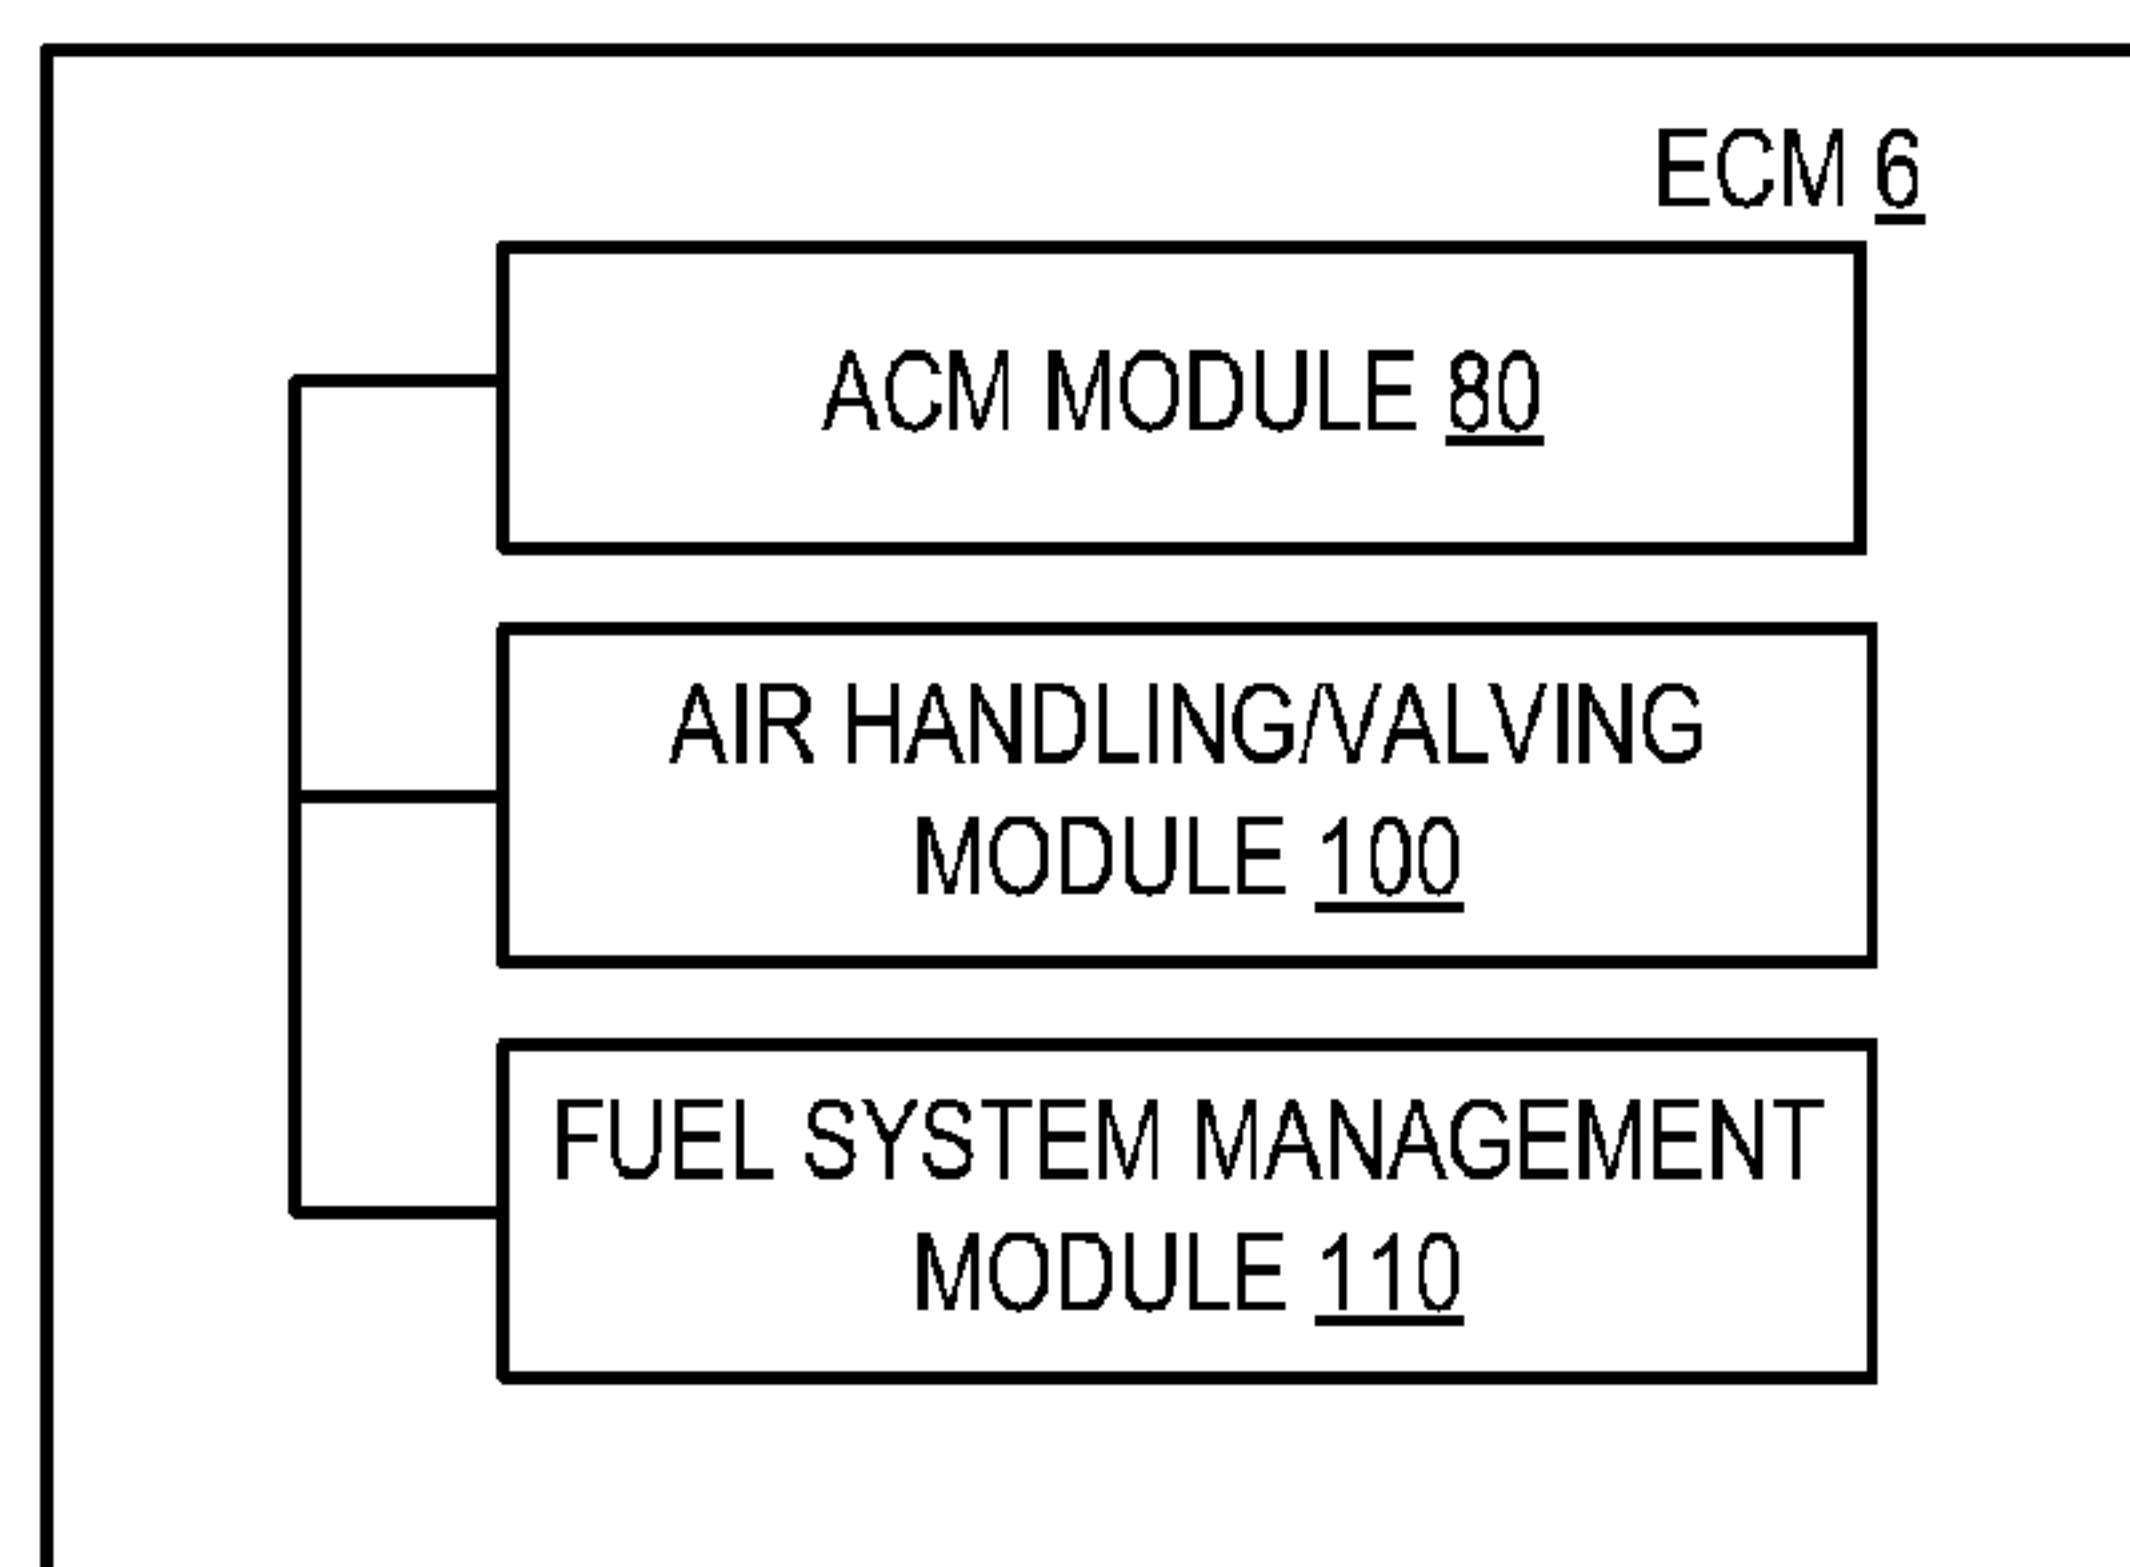 ECM 6
ACM MODULE 80
AIR HANDLING/VALVING
MODULE 100
FUEL SYSTEM MANAGEMENT
MODULE 110